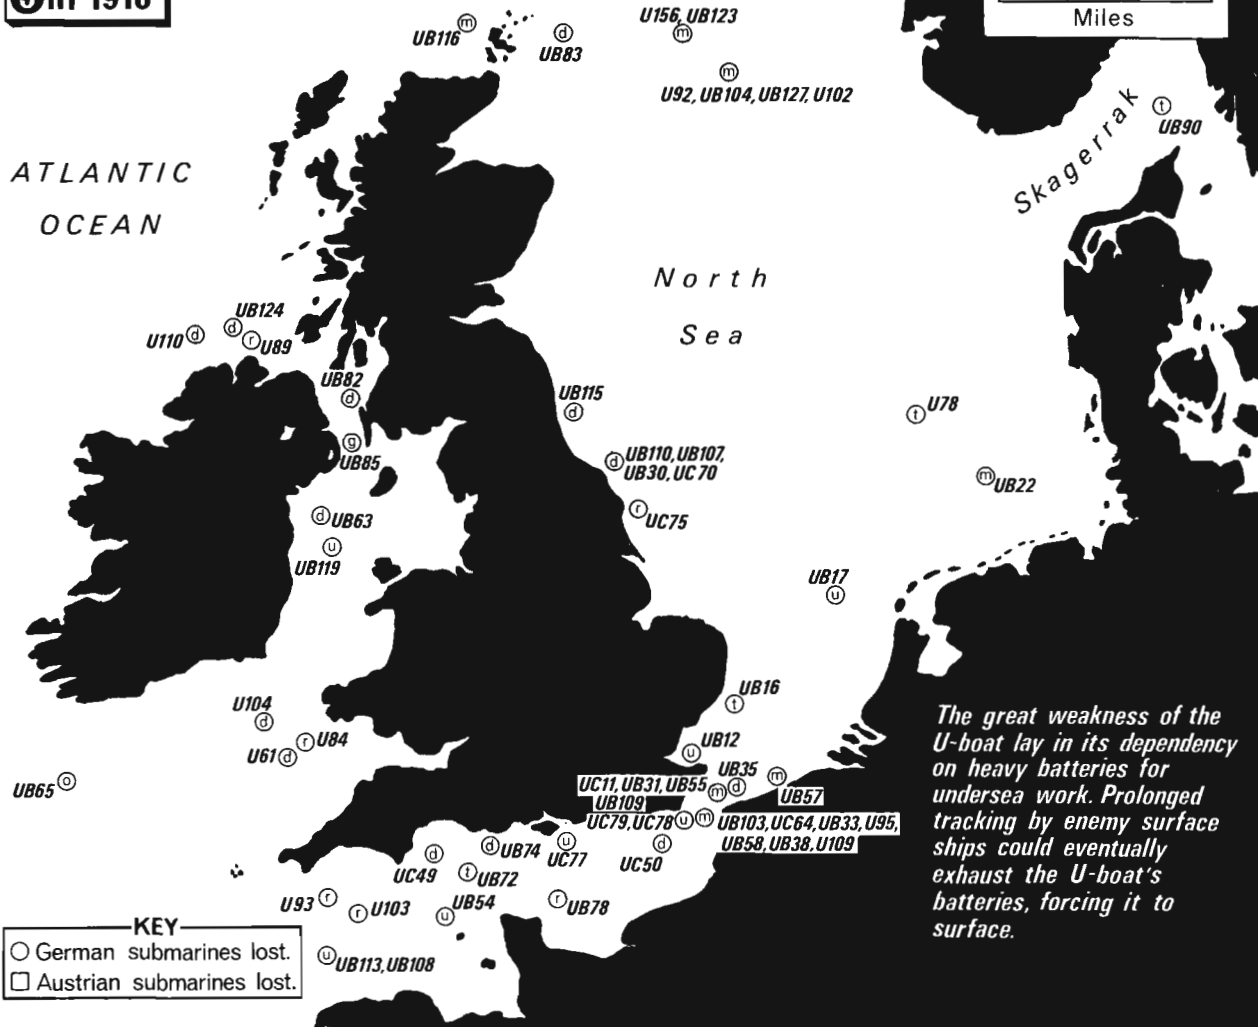 1918
Miles
UB116
m
d
UB83
U156, UB123
m
m
U92, UB104, UB127, U102
Skagerrak
t
UB90
ATLANTIC
OCEAN
North
Sea
UB124
U110 d
d
r U89
UB82
d
g
UB85
UB115
d
d UB110, UB107,
UB30, UC70
r
UC75
t U78
m UB22
d UB63
u
UB119
UB17
u
U104
d
r U84
U61 d
UB65 o
UB16
t
UB12
u
UB35
d
UC11, UB31, UB55
m
UB109
m
UB57
UC79, UC78 u
m UB103, UC64, UB33, U95,
UB58, UB38, U109
d
UC50
d
UC49
d UB74
u
UC77
t UB72
U93 r
r U103
UB54
u
r UB78
u UB113, UB108
The great weakness of the
U-boat lay in its dependency
on heavy batteries for
undersea work. Prolonged
tracking by enemy surface
ships could eventually
exhaust the U-boat's
batteries, forcing it to
surface.
KEY
German submarines lost.
Austrian submarines lost.